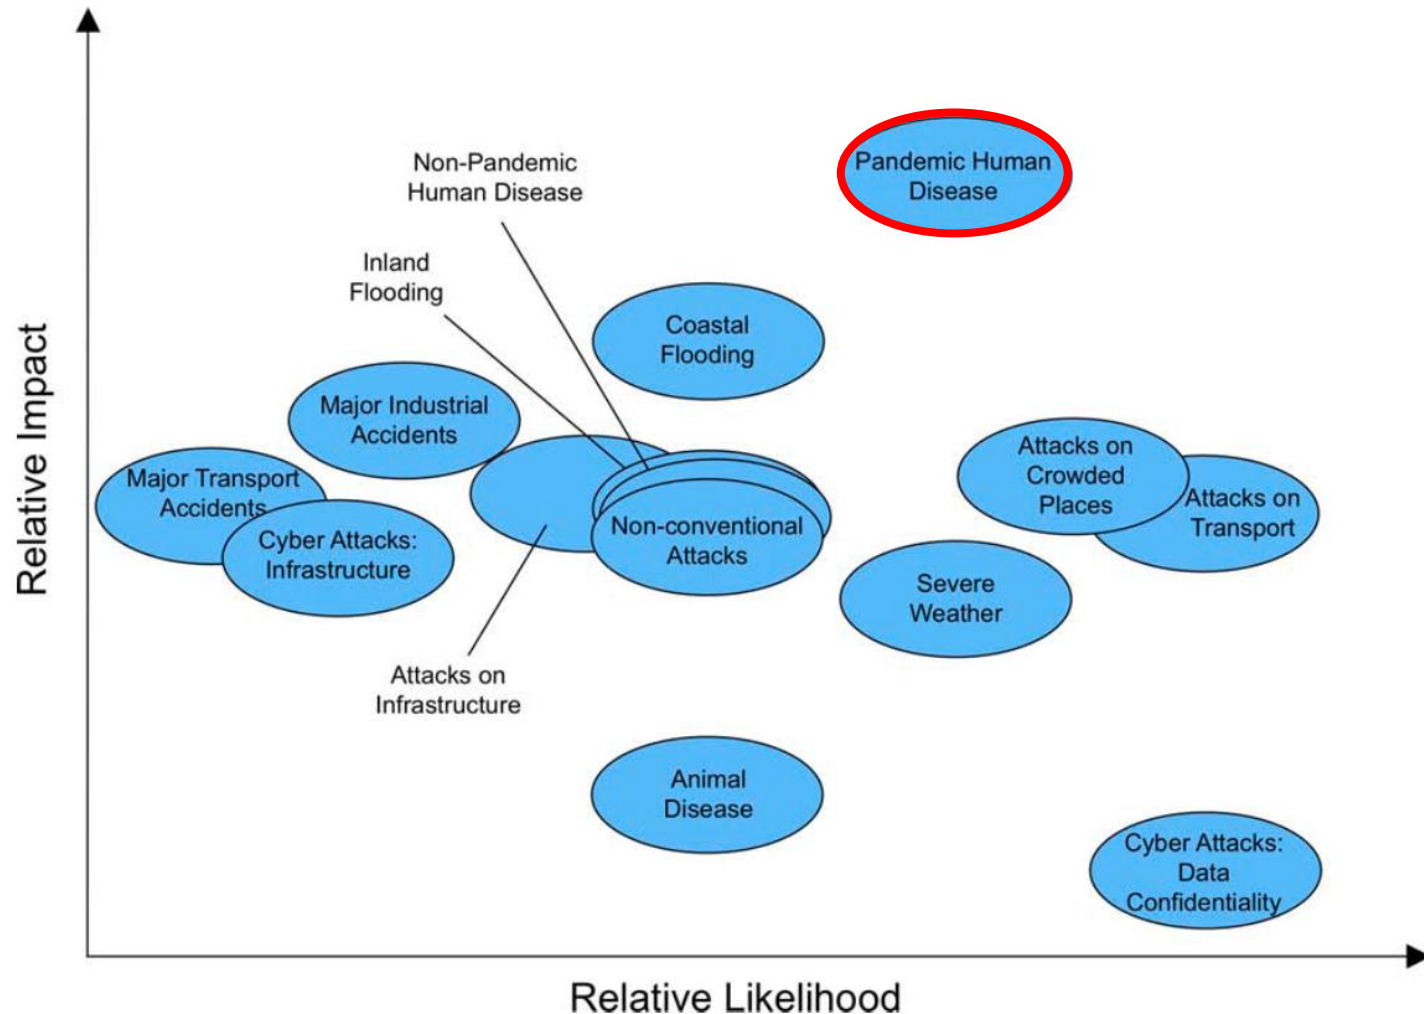 Pandemic Human
Disease
Non-Pandemic
Human Disease
Inland
Flooding
Coastal
Flooding
Major Industrial
Accidents
Attacks on
Crowded
Places
Major Transport
Accidents
Attacks on
Transport
Non-conventional
Attacks
Cyber Attacks:
Infrastructure
Severe
Weather
Attacks on
Infrastructure
Animal
Disease
Cyber Attacks:
Data
Confidentiality
Relative Impact
Relative Likelihood